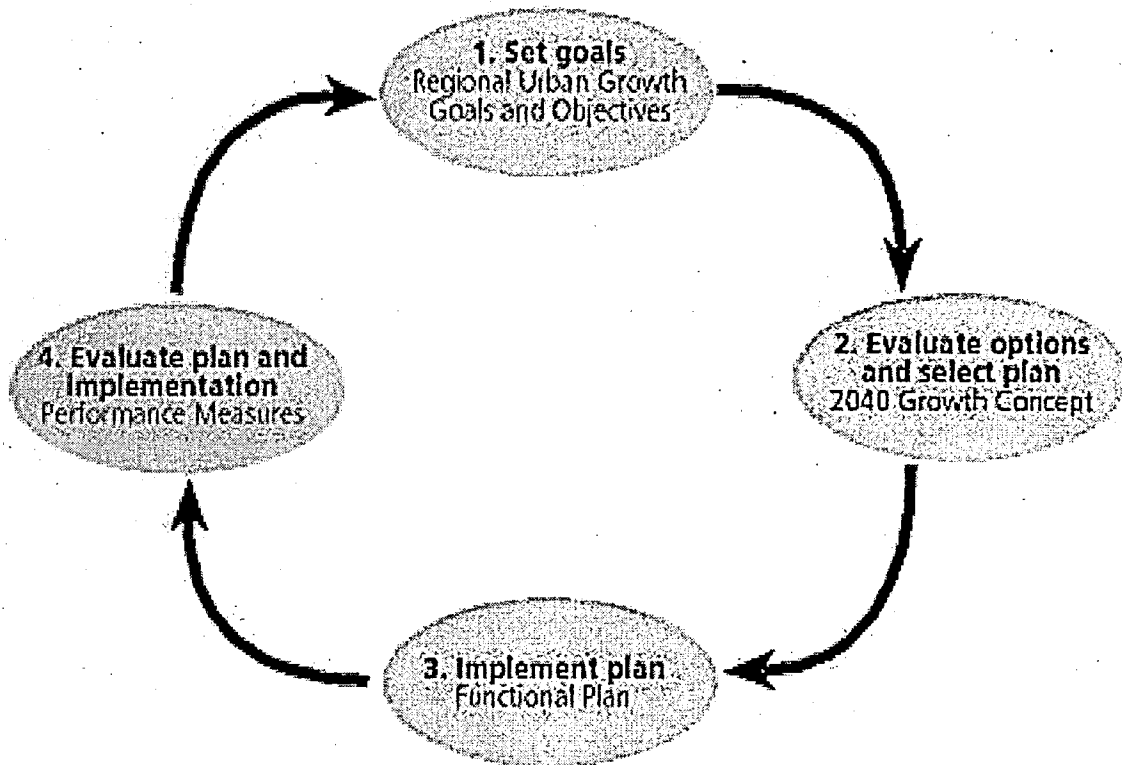 1. Set goals
Regional Urban Growth
Goals and Objectives
2. Evaluate options
and select plan
2040 Growth Concept
3. Implement plan
Functional Plan
4. Evaluate plan and
Implementation
Performance Measures